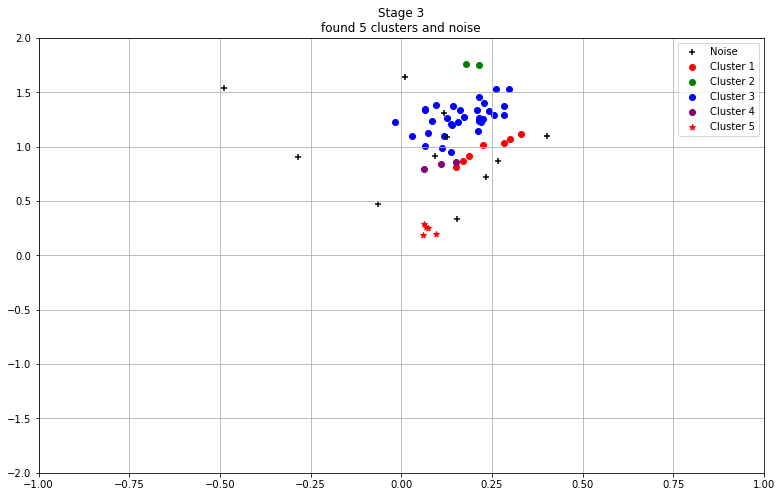 Stage 3
found 5 clusters and noise
Noise
Cluster 1
Cluster 2
Cluster 3
Cluster 4
Cluster 5
2.0
1.5
1.0
0.5
0.0
−0.5
−1.0
−1.5
−2.0
−1.00 −0.75 −0.50 −0.25 0.00 0.25 0.50 0.75 1.00